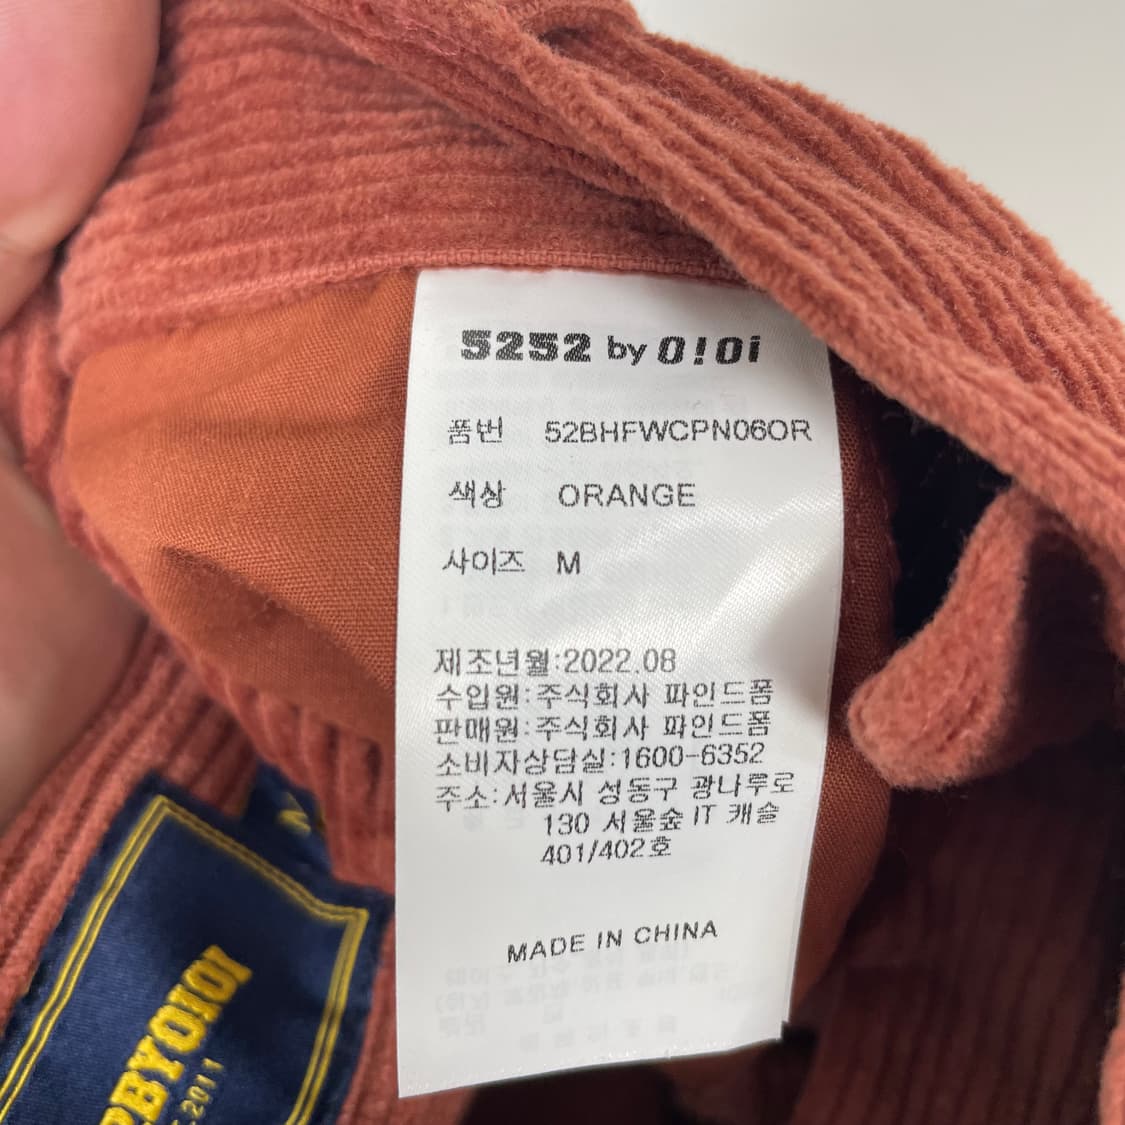 5252 by O!Oi
품번 52BHFWCPN06OR
색상 ORANGE
사이즈 M
제조년월:2022.08
수입원:주식회사 파인드폼
판매원:주식회사 파인드폼
소비자상담실:1600-6352
주소:서울시 성동구 광나루로
130 서울숲 IT 캐슬
401/402호
MADE IN CHINA
BY OIOI
2011